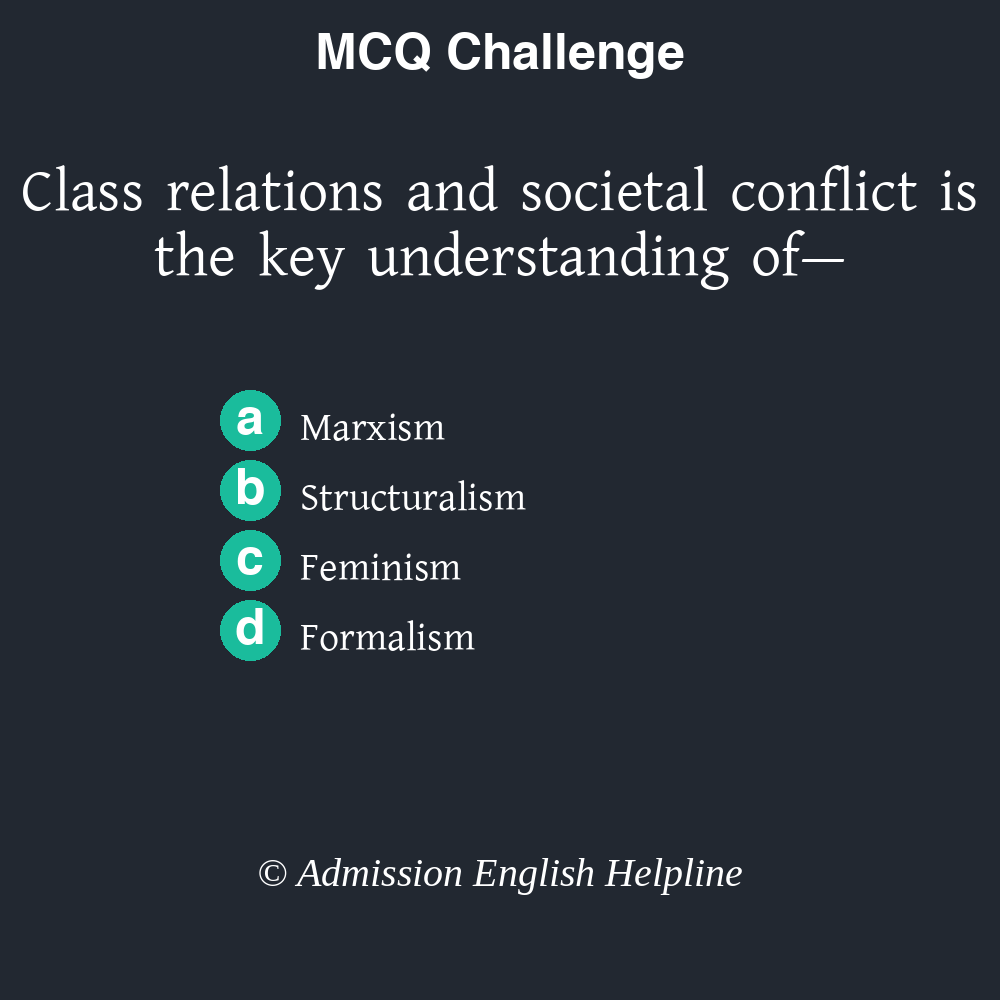 MCQ Challenge
Class relations and societal conflict is
the key understanding of—
a Marxism
b Structuralism
c Feminism
d Formalism
© Admission English Helpline